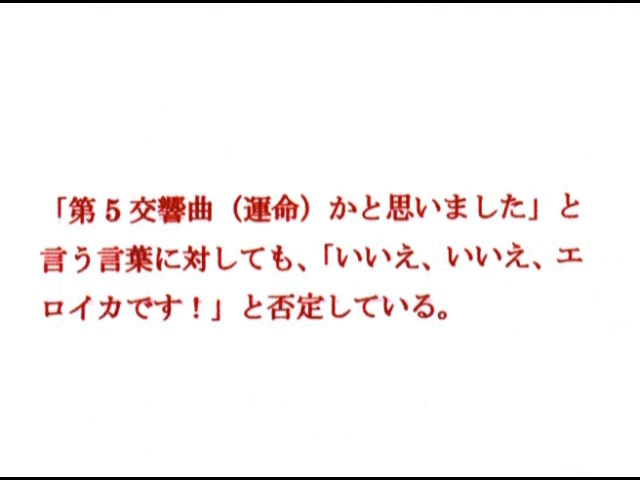 「第５交響曲（運命）かと思いました」と
言う言葉に対しても、「いいえ、いいえ、エ
ロイカです！」と否定している。